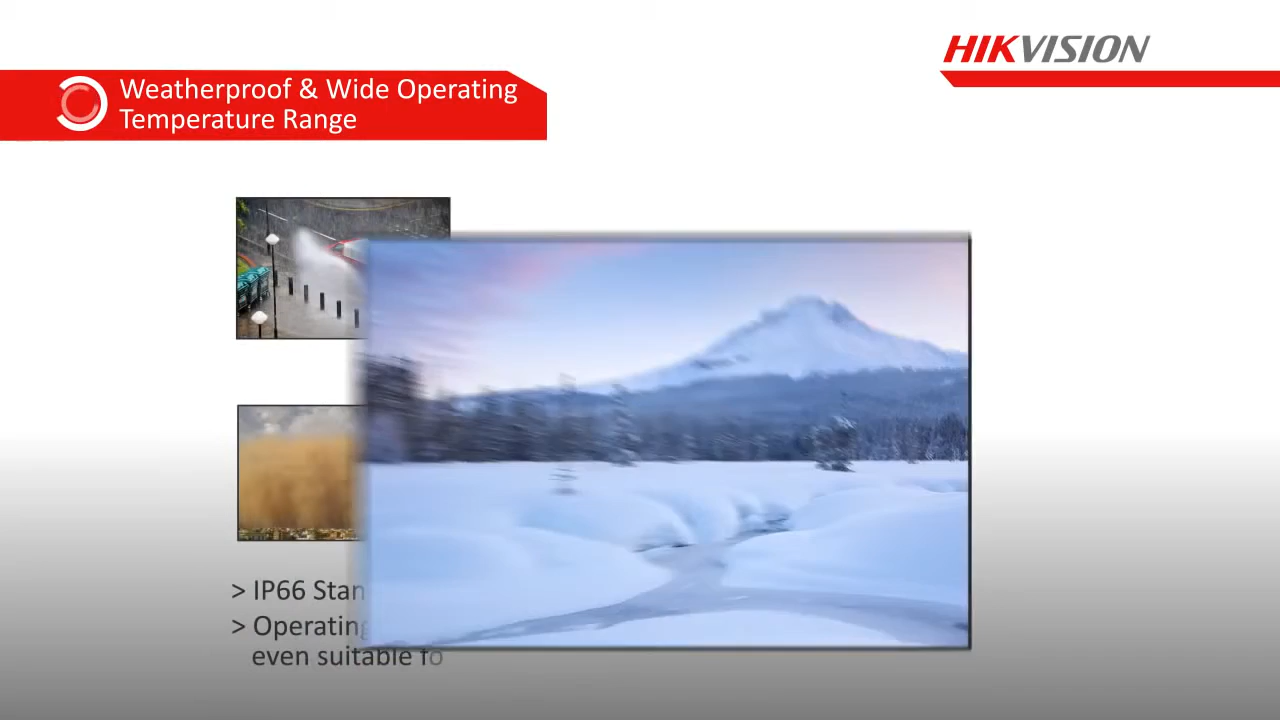 HIKVISION
Weatherproof & Wide Operating
Temperature Range
> IP66 Stan
> Operating
even suitable fo